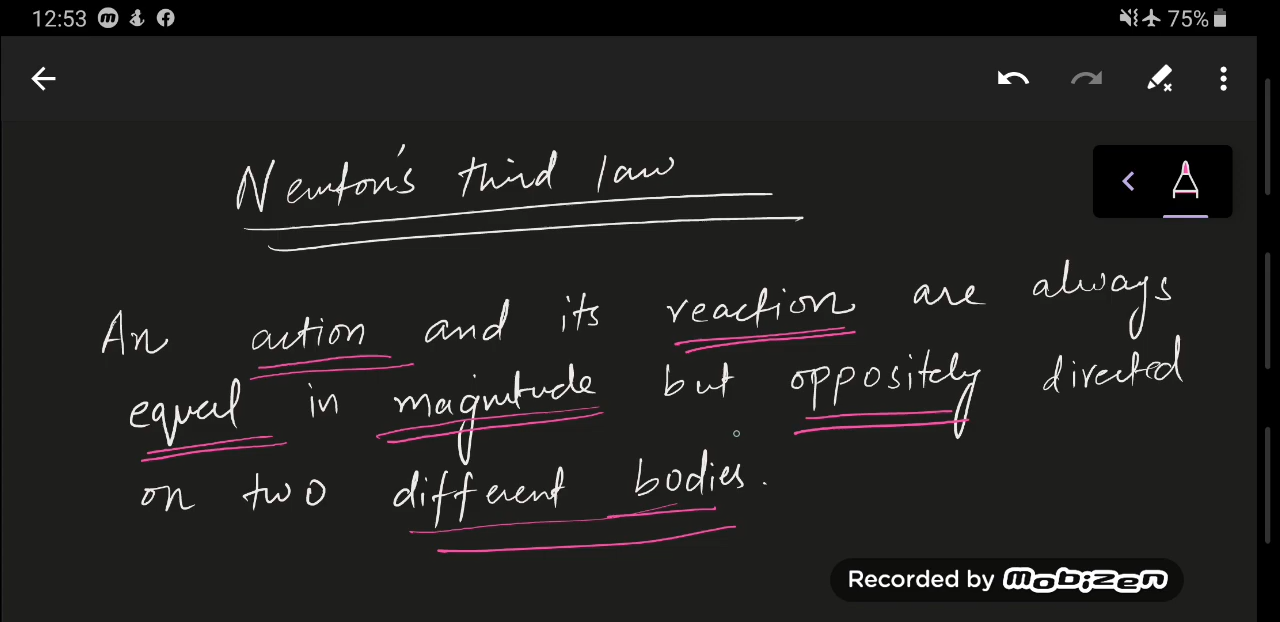 12:53 75%
Newton's third law
An action and its reaction are always
equal in magnitude but oppositely directed
on two different bodies.
Recorded by mobizen